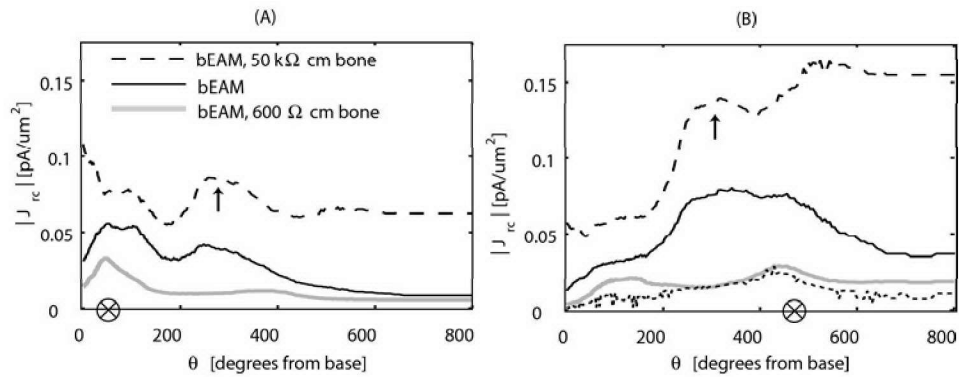 (A)
(B)
bEAM, 50 kΩ cm bone
bEAM
bEAM, 600 Ω cm bone
0.15
0.1
0.05
0
| J rc | [pA/um²]
0 200 400 600 800
θ [degrees from base]
0.15
0.1
0.05
0
| J rc | [pA/um²]
0 200 400 600 800
θ [degrees from base]